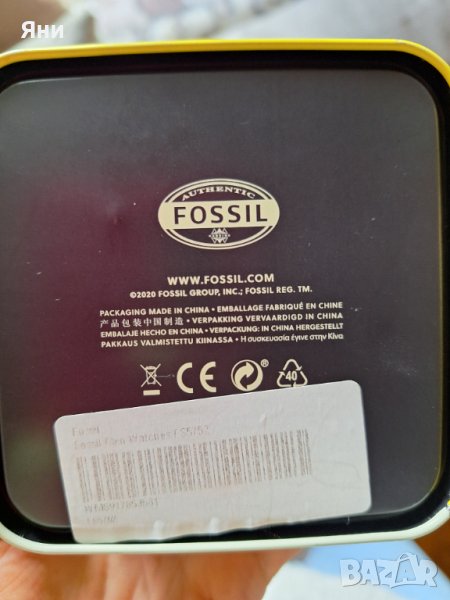 Яни
AUTHENTIC
FOSSIL
WWW.FOSSIL.COM
©2020 FOSSIL GROUP, INC.; FOSSIL REG. TM.
PACKAGING MADE IN CHINA • EMBALLAGE FABRIQUÉ EN CHINE
产品包装中国制造 • VERPAKKING VERVAARDIGD IN CHINA
EMBALAJE HECHO EN CHINA • VERPACKUNG: IN CHINA HERGESTELLT
PAKKAUS VALMISTETTU KIINASSA • Η συσκευασία έγινε στην Κίνα
CE
40
Fossil
BAZAR